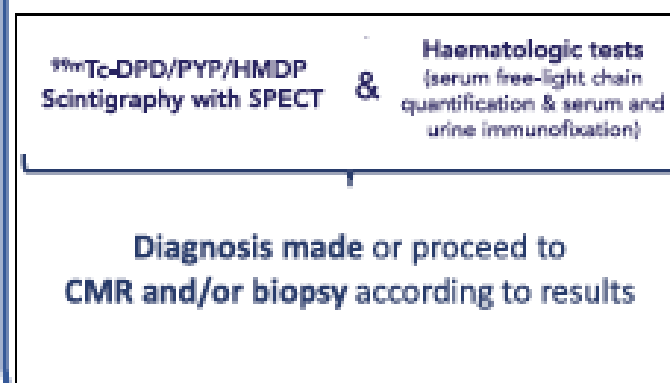 ⁹⁹ᵐTc-DPD/PYP/HMDP
Scintigraphy with SPECT
&
Haematologic tests
(serum free-light chain
quantification & serum and
urine immunofixation)
Diagnosis made or proceed to
CMR and/or biopsy according to results